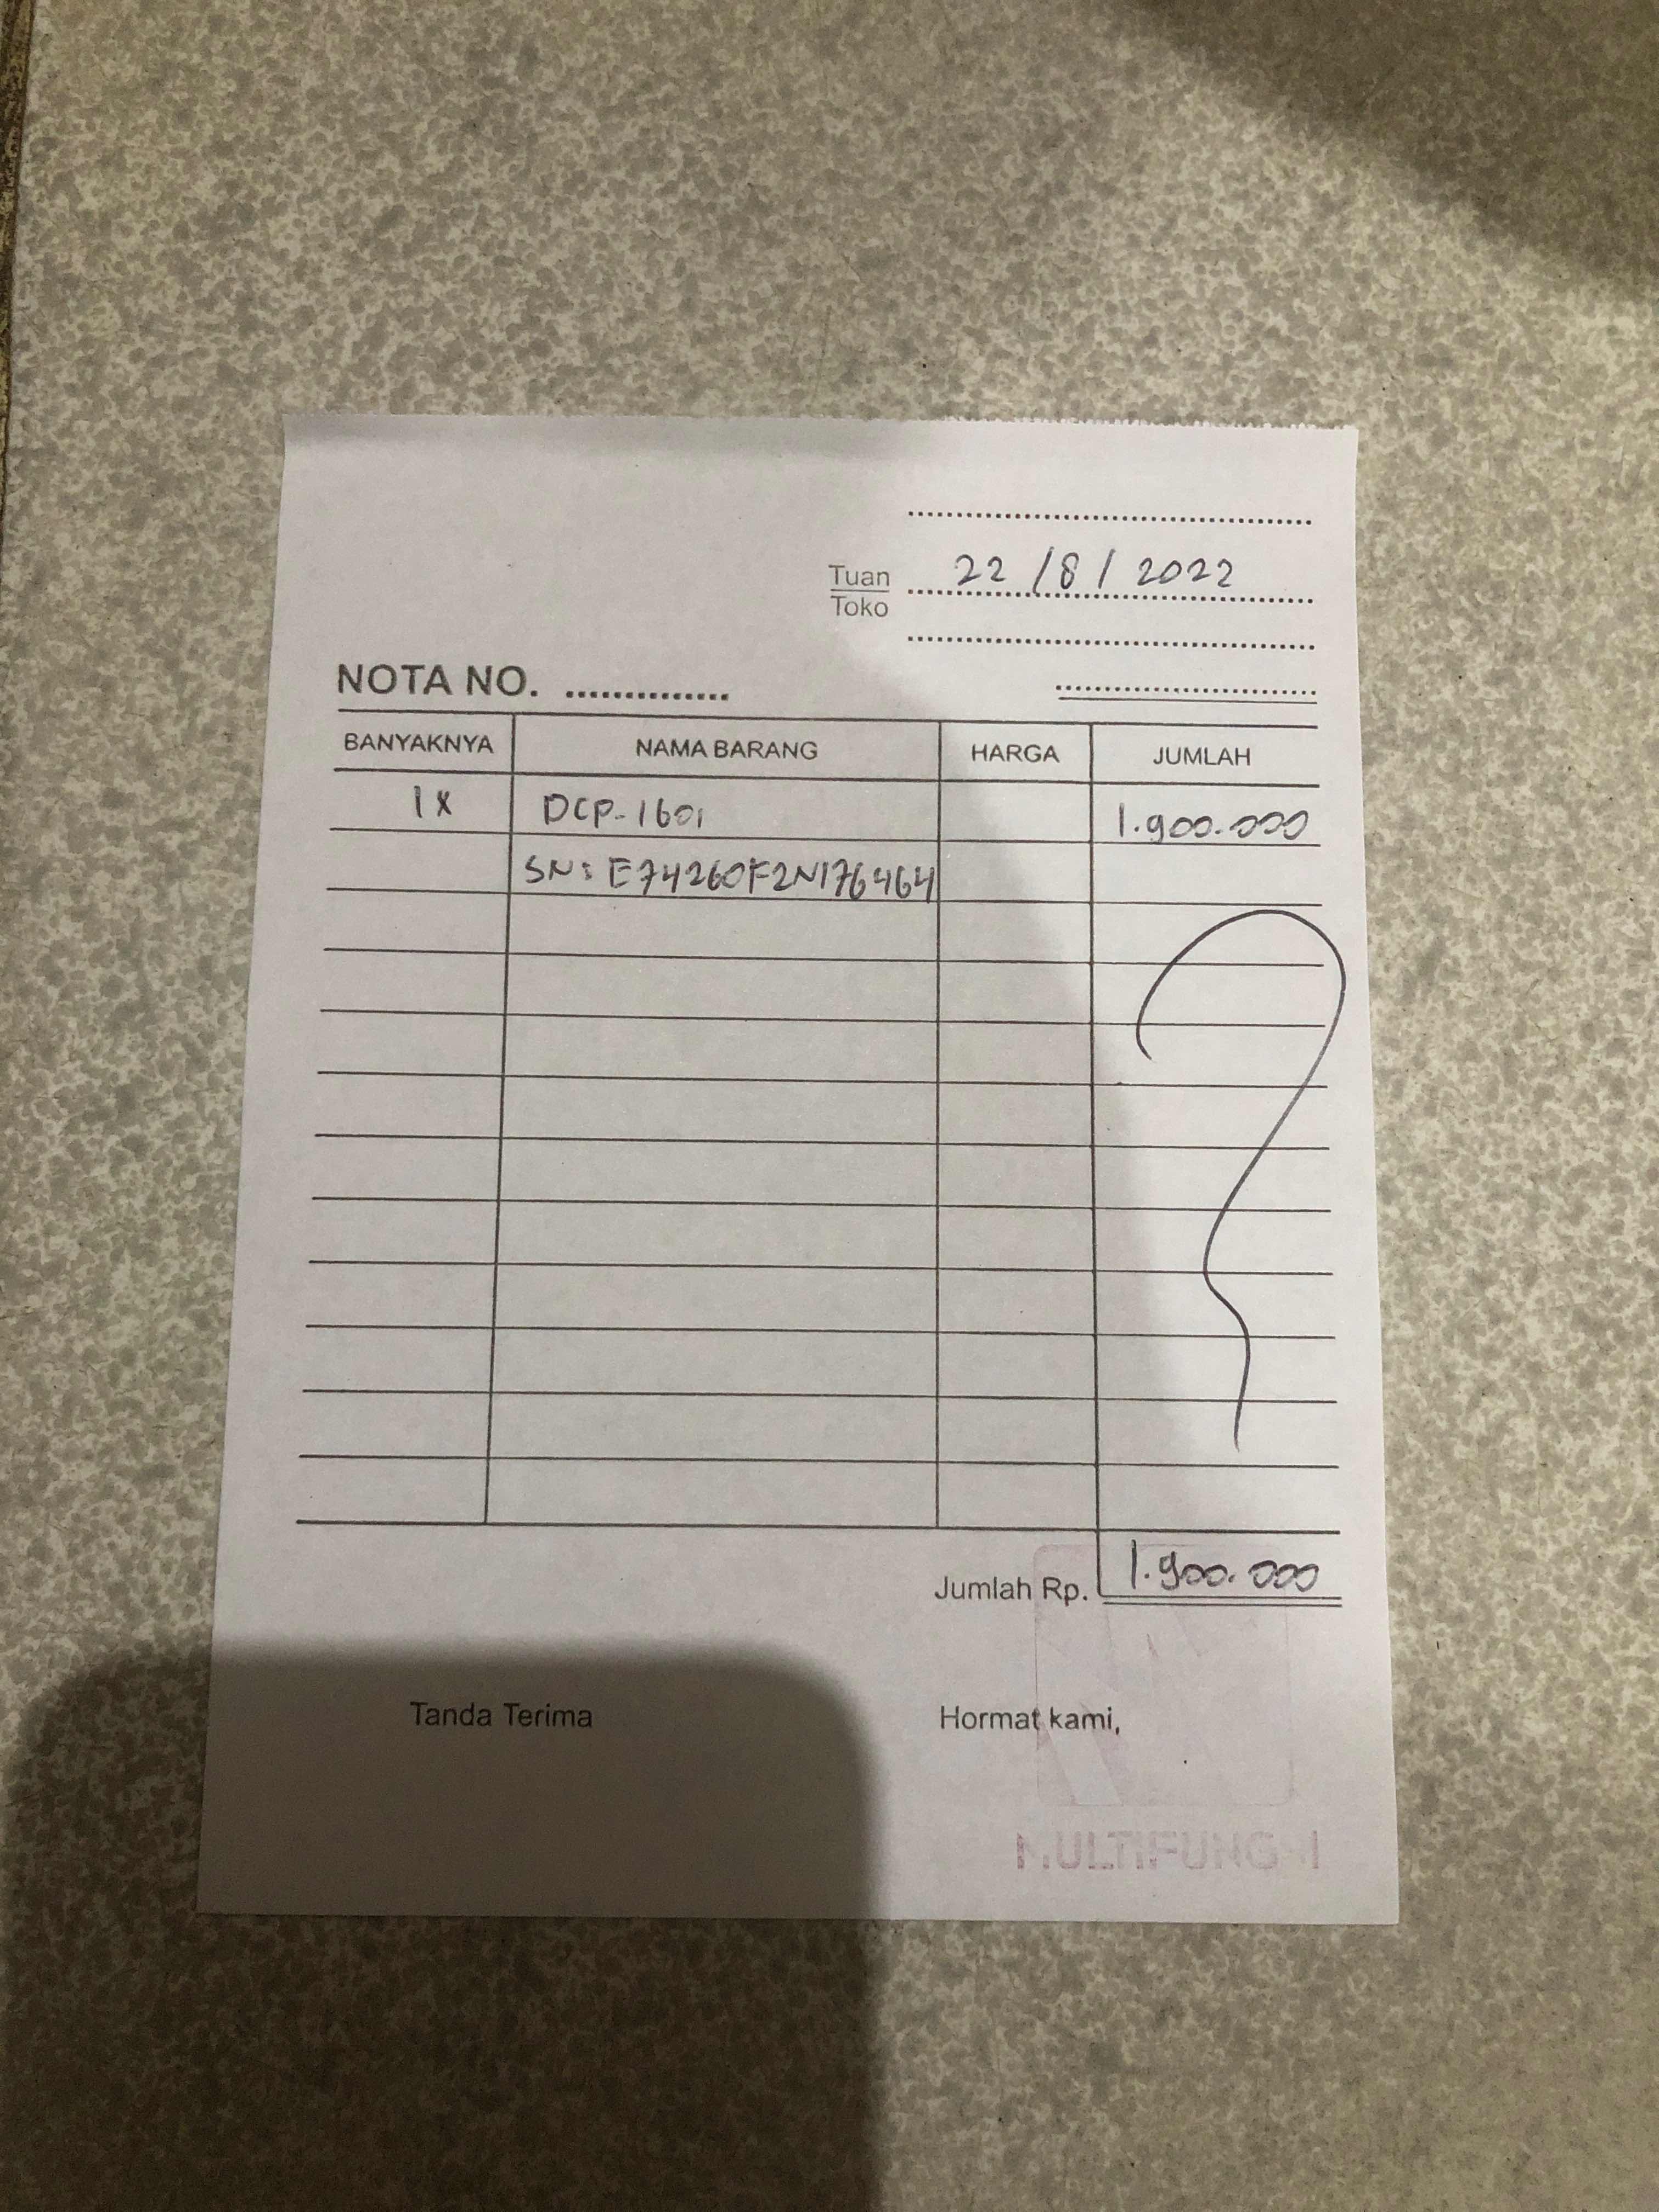 22/8/2022
Tuan
Toko
NOTA NO.
BANYAKNYA NAMA BARANG HARGA JUMLAH
1x DCP-1601 1.900.000
SN: E74260F2N176464
Jumlah Rp. 1.900.000
Tanda Terima Hormat kami,
MULTIFUNGSI